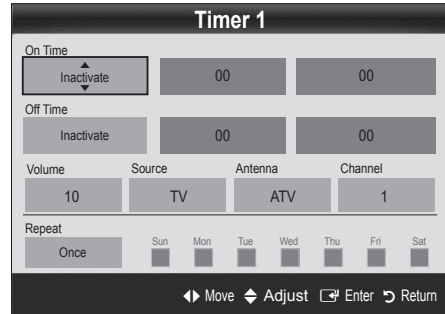 Timer 1
On Time
Inactivate 00 00
Off Time
Inactivate 00 00
Volume Source Antenna Channel
10 TV ATV 1
Repeat
Once Sun Mon Tue Wed Thu Fri Sat
Move Adjust Enter Return